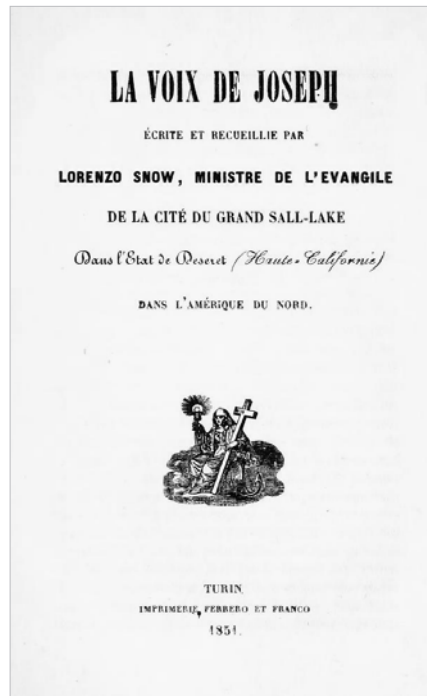 LA VOIX DE JOSEPH
ÉCRITE ET RECUEILLIE PAR
LORENZO SNOW, MINISTRE DE L'EVANGILE
DE LA CITÉ DU GRAND SALL-LAKE
Dans l'Etat de Deseret (Haute-Californie)
DANS L'AMÉRIQUE DU NORD.
TURIN
IMPRIMERIE FERRERO ET FRANCO
1851.